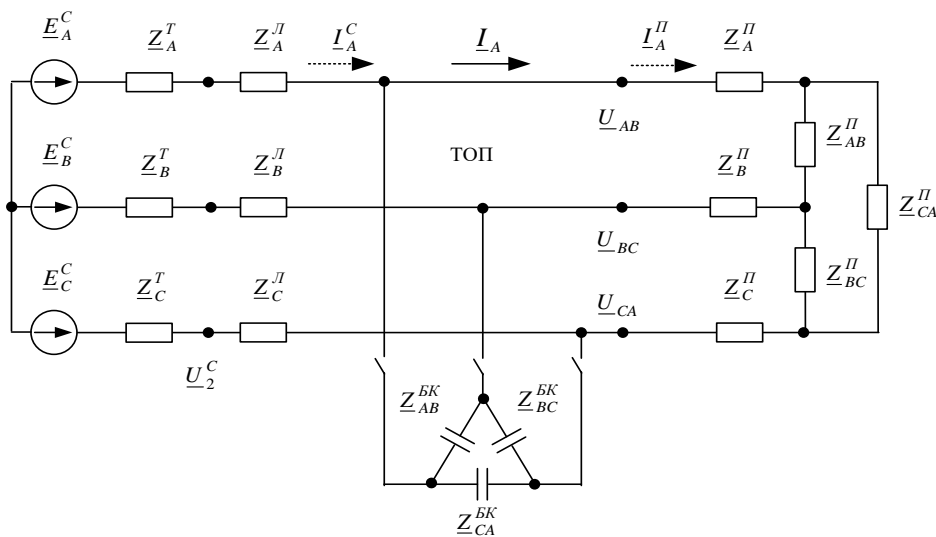 E_A^C Z_A^T Z_A^Л I_A^C I_A I_A^П Z_A^П
U_AB
E_B^C Z_B^T Z_B^Л ТОП Z_B^П Z_AB^П
Z_CA^П
U_BC
E_C^C Z_C^T Z_C^Л U_CA Z_C^П Z_BC^П
U_2^C
Z_AB^БК Z_BC^БК
Z_CA^БК